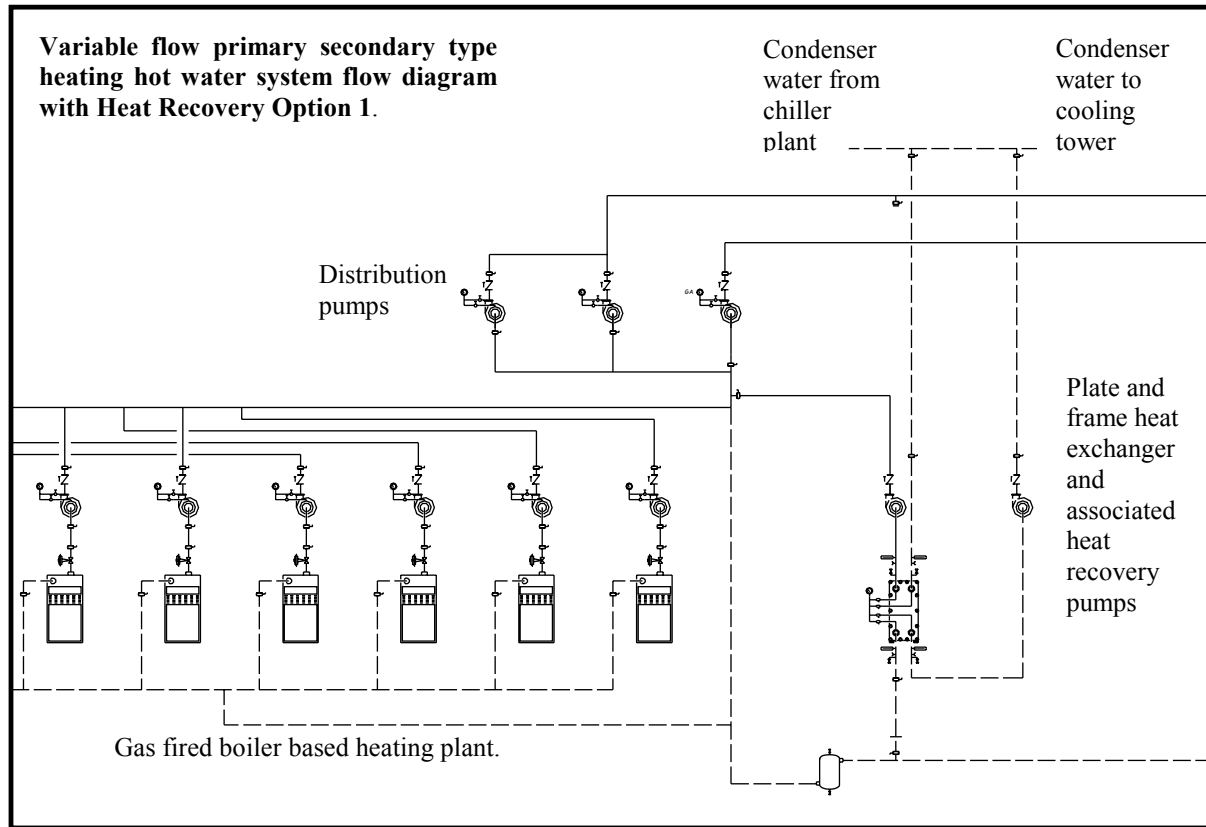 Variable flow primary secondary type
heating hot water system flow diagram
with Heat Recovery Option 1.
Condenser
water from
chiller
plant
Condenser
water to
cooling
tower
Distribution
pumps
GA
Plate and
frame heat
exchanger
and
associated
heat
recovery
pumps
Gas fired boiler based heating plant.